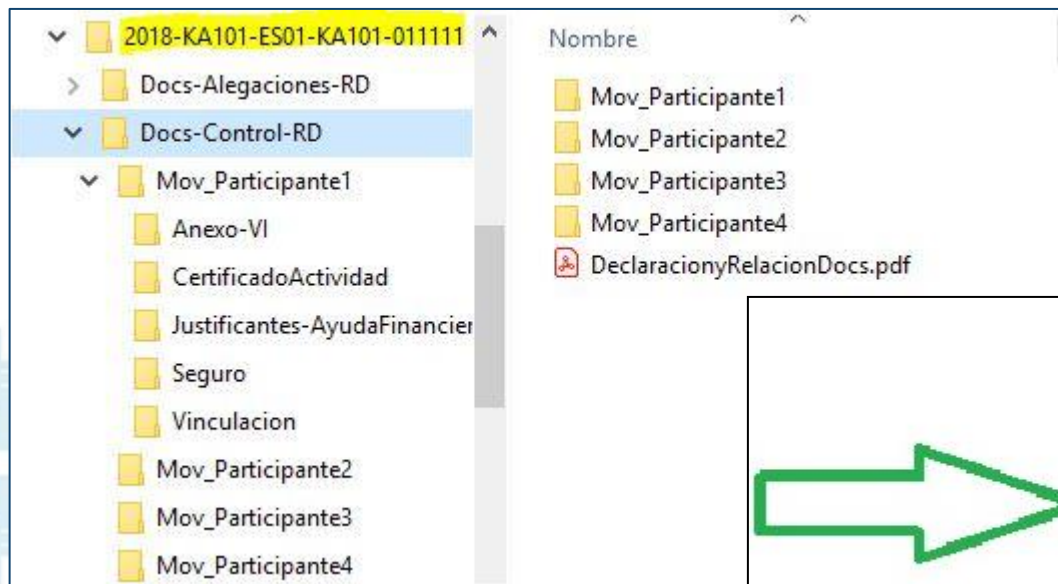 2018-KA101-ES01-KA101-011111
Docs-Alegaciones-RD
Docs-Control-RD
Mov_Participante1
Anexo-VI
CertificadoActividad
Justificantes-AyudaFinancier
Seguro
Vinculacion
Mov_Participante2
Mov_Participante3
Mov_Participante4
Nombre
Mov_Participante1
Mov_Participante2
Mov_Participante3
Mov_Participante4
DeclaracionyRelacionDocs.pdf